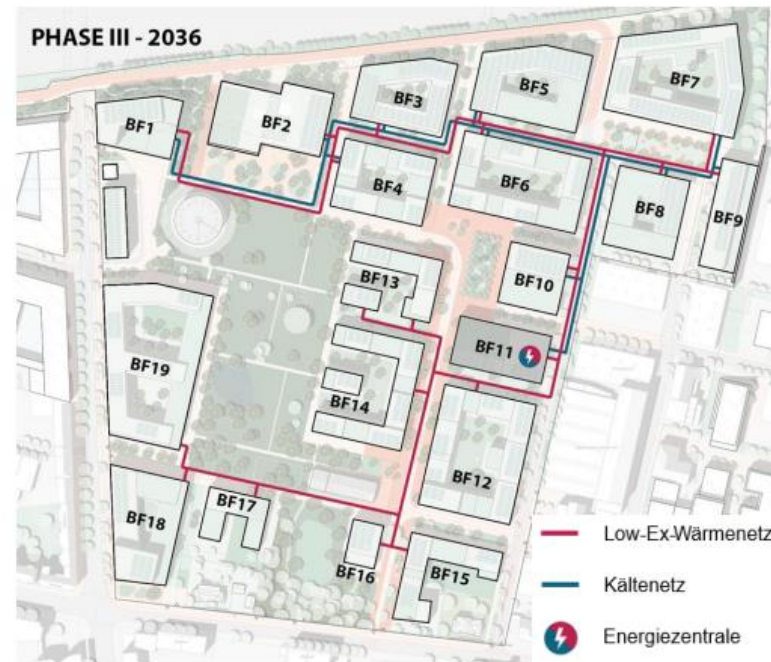 PHASE III - 2036
BF1
BF2
BF3
BF5
BF7
BF4
BF6
BF8
BF9
BF13
BF10
BF11
BF19
BF14
BF12
BF18
BF17
BF16
BF15
Low-Ex-Wärmenetz
Kältenetz
Energiezentrale